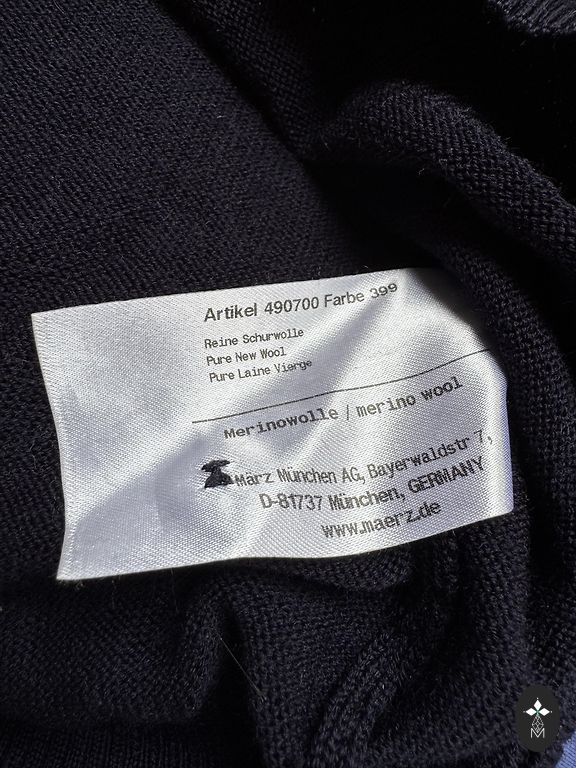 Artikel 490700 Farbe 399
Reine Schurwolle
Pure New Wool
Pure Laine Vierge
Merinowolle / merino wool
März München AG, Bayerwaldstr 7,
D-81737 München, GERMANY
www.maerz.de
M